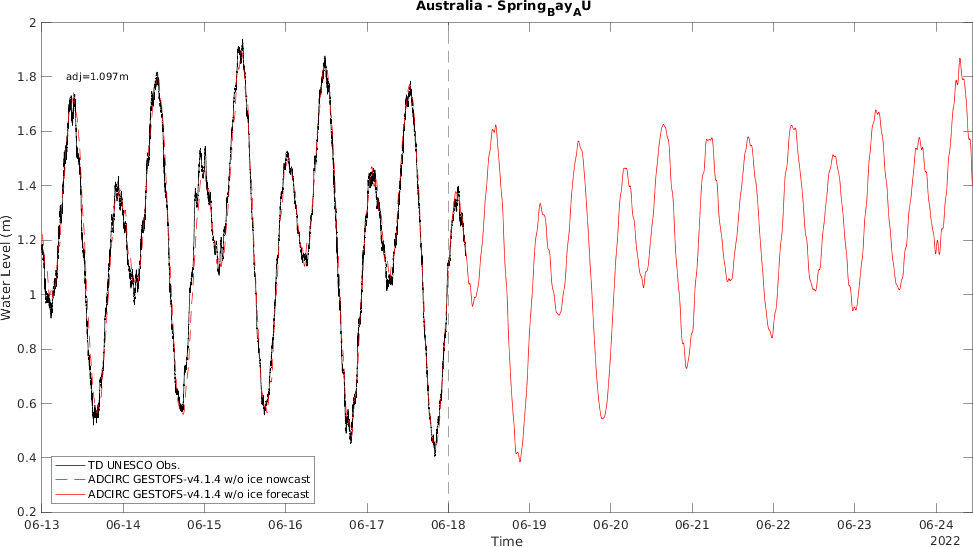 Australia - SpringBayAU
adj=1.097m
Water Level (m)
2
1.8
1.6
1.4
1.2
1
0.8
0.6
0.4
0.2
TD UNESCO Obs.
ADCIRC GESTOFS-v4.1.4 w/o ice nowcast
ADCIRC GESTOFS-v4.1.4 w/o ice forecast
06-13 06-14 06-15 06-16 06-17 06-18 06-19 06-20 06-21 06-22 06-23 06-24
Time
2022